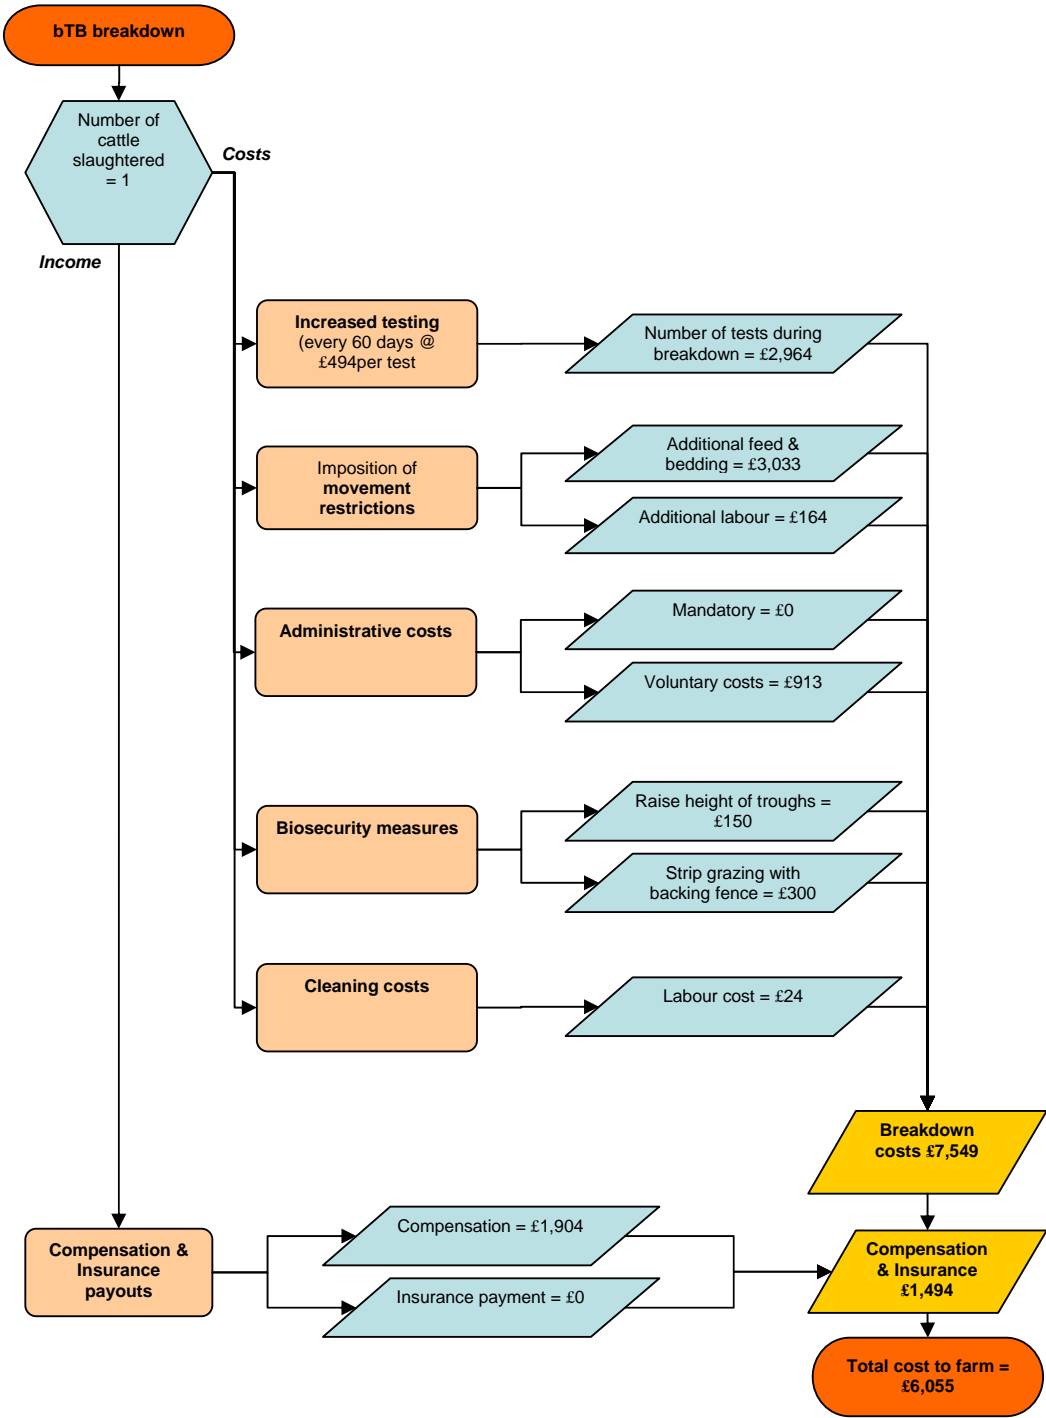 bTB breakdown
Number of
cattle
slaughtered
= 1
Costs
Income
Increased testing
(every 60 days @
£494per test
Number of tests during
breakdown = £2,964
Imposition of
movement
restrictions
Additional feed &
bedding = £3,033
Additional labour = £164
Administrative costs
Mandatory = £0
Voluntary costs = £913
Biosecurity measures
Raise height of troughs =
£150
Strip grazing with
backing fence = £300
Cleaning costs
Labour cost = £24
Breakdown
costs £7,549
Compensation &
Insurance
payouts
Compensation = £1,904
Insurance payment = £0
Compensation
& Insurance
£1,494
Total cost to farm =
£6,055